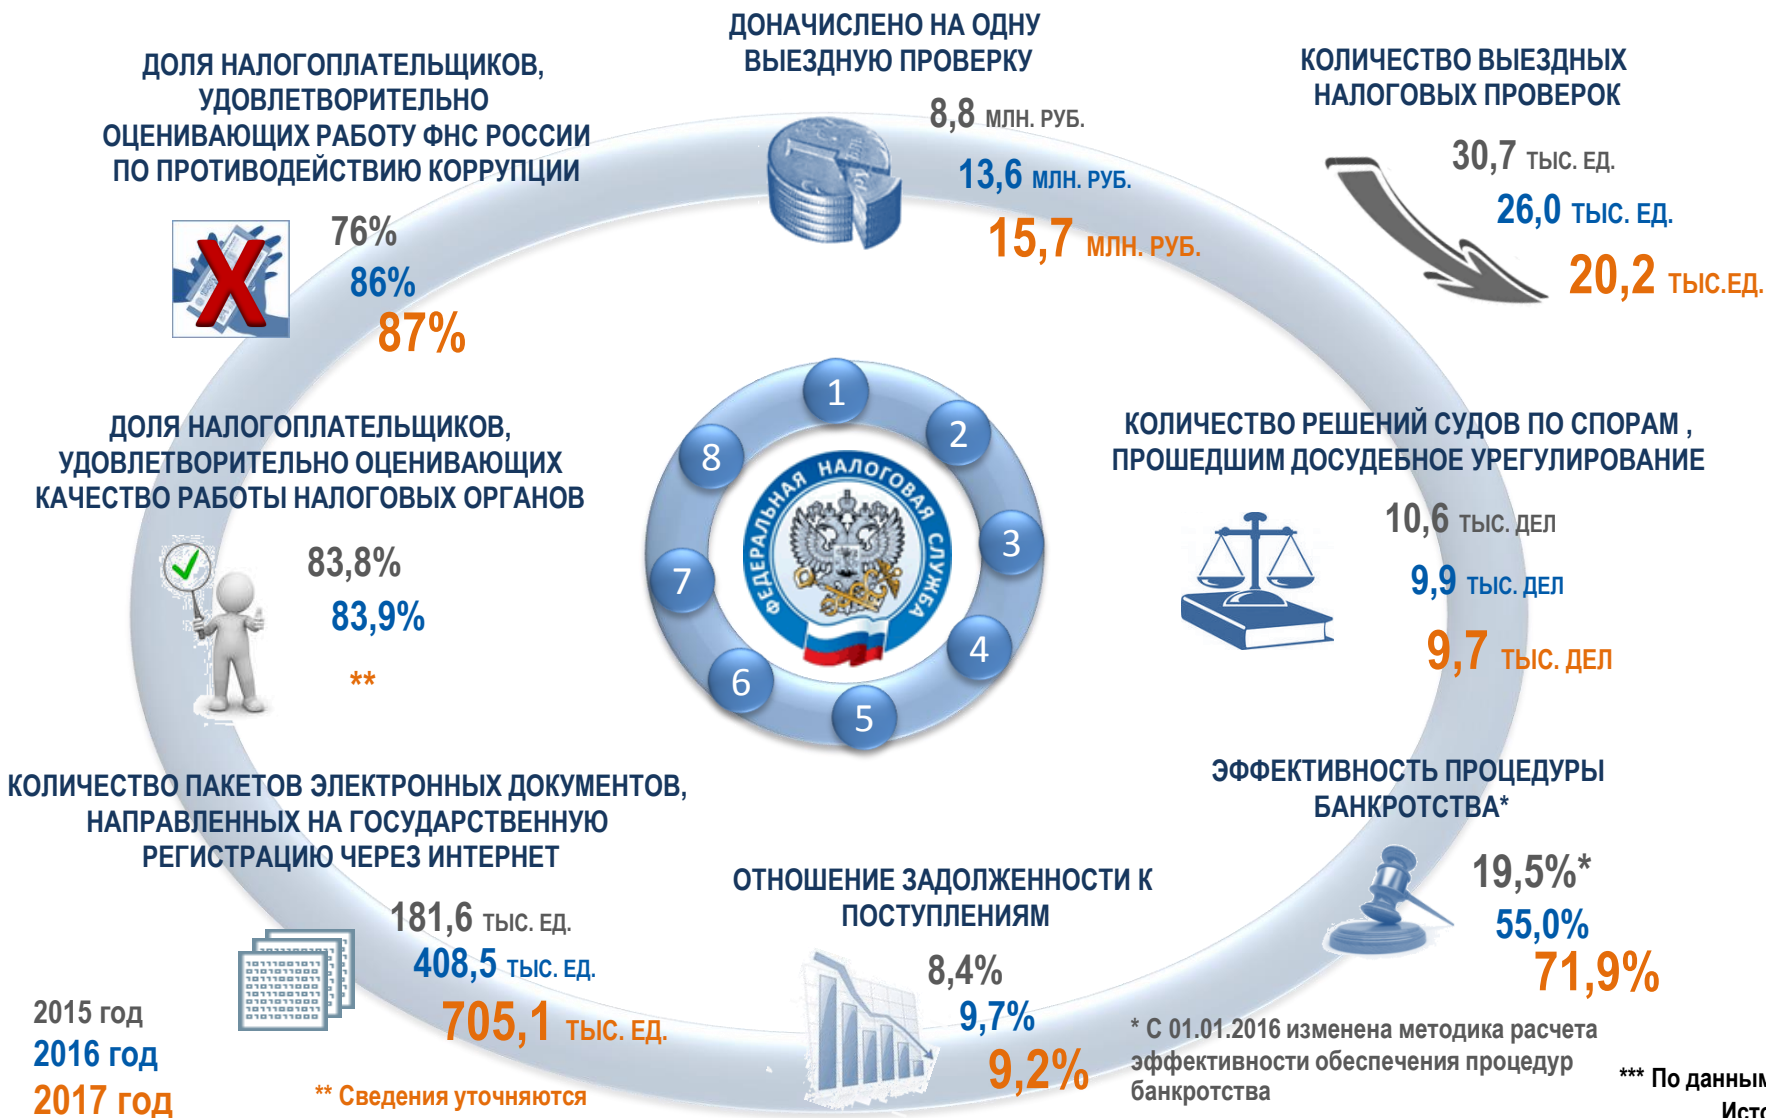 ДОНАЧИСЛЕНО НА ОДНУ
ВЫЕЗДНУЮ ПРОВЕРКУ
8,8 МЛН. РУБ.
13,6 МЛН. РУБ.
15,7 МЛН. РУБ.
КОЛИЧЕСТВО ВЫЕЗДНЫХ
НАЛОГОВЫХ ПРОВЕРОК
30,7 ТЫС. ЕД.
26,0 ТЫС. ЕД.
20,2 ТЫС.ЕД.
ДОЛЯ НАЛОГОПЛАТЕЛЬЩИКОВ,
УДОВЛЕТВОРИТЕЛЬНО
ОЦЕНИВАЮЩИХ РАБОТУ ФНС РОССИИ
ПО ПРОТИВОДЕЙСТВИЮ КОРРУПЦИИ
X
76%
86%
87%
ДОЛЯ НАЛОГОПЛАТЕЛЬЩИКОВ,
УДОВЛЕТВОРИТЕЛЬНО ОЦЕНИВАЮЩИХ
КАЧЕСТВО РАБОТЫ НАЛОГОВЫХ ОРГАНОВ
83,8%
83,9%
**
1
2
3
4
5
6
7
8
ФЕДЕРАЛЬНАЯ НАЛОГОВАЯ СЛУЖБА
КОЛИЧЕСТВО РЕШЕНИЙ СУДОВ ПО СПОРАМ ,
ПРОШЕДШИМ ДОСУДЕБНОЕ УРЕГУЛИРОВАНИЕ
10,6 ТЫС. ДЕЛ
9,9 ТЫС. ДЕЛ
9,7 ТЫС. ДЕЛ
КОЛИЧЕСТВО ПАКЕТОВ ЭЛЕКТРОННЫХ ДОКУМЕНТОВ,
НАПРАВЛЕННЫХ НА ГОСУДАРСТВЕННУЮ
РЕГИСТРАЦИЮ ЧЕРЕЗ ИНТЕРНЕТ
181,6 ТЫС. ЕД.
408,5 ТЫС. ЕД.
705,1 ТЫС. ЕД.
ОТНОШЕНИЕ ЗАДОЛЖЕННОСТИ К
ПОСТУПЛЕНИЯМ
8,4%
9,7%
9,2%
ЭФФЕКТИВНОСТЬ ПРОЦЕДУРЫ
БАНКРОТСТВА*
19,5%*
55,0%
71,9%
2015 год
2016 год
2017 год
** Сведения уточняются
* С 01.01.2016 изменена методика расчета
эффективности обеспечения процедур
банкротства
*** По данным